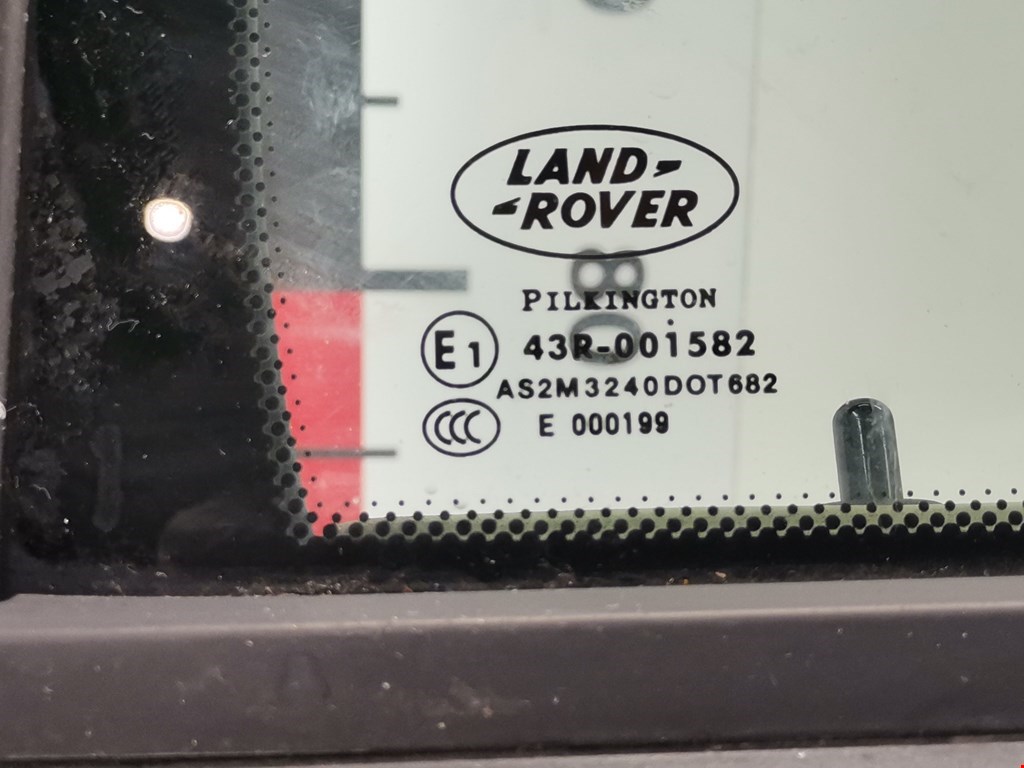 LAND-
-ROVER
PILKINGTON
E1 43R-001582
AS2M3240DOT682
CCC E 000199